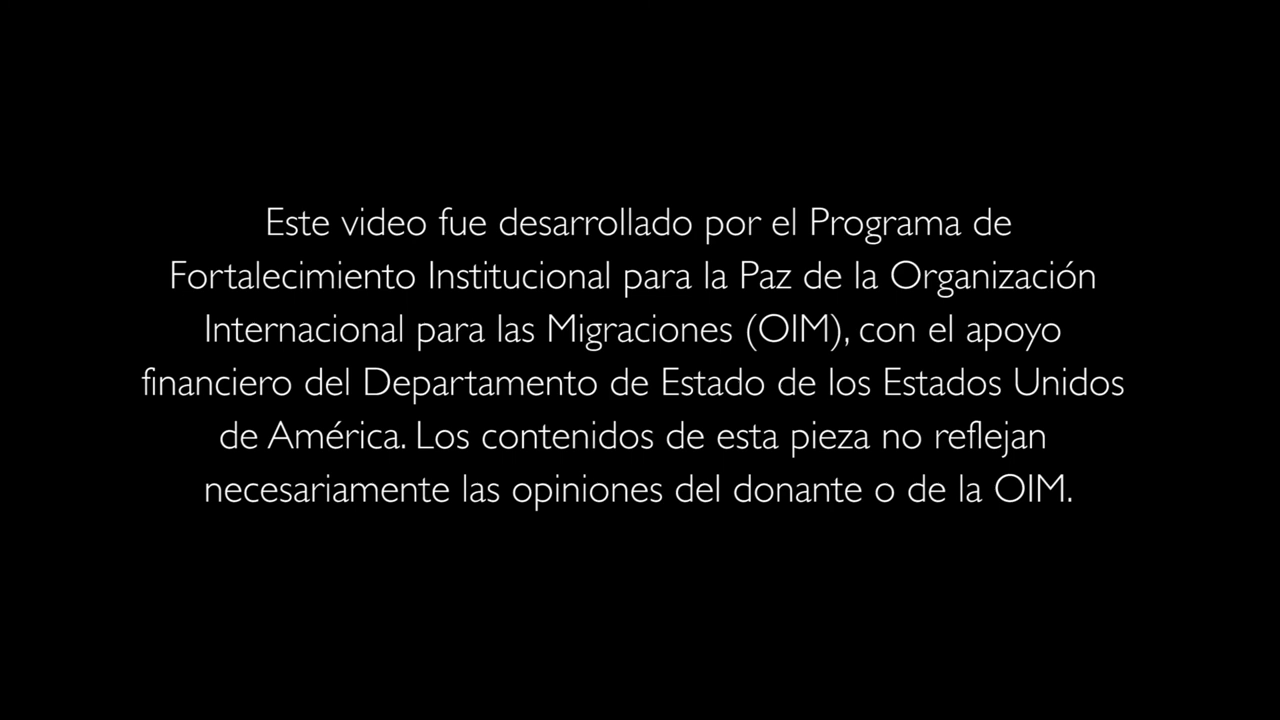 Este video fue desarrollado por el Programa de
Fortalecimiento Institucional para la Paz de la Organización
Internacional para las Migraciones (OIM), con el apoyo
financiero del Departamento de Estado de los Estados Unidos
de América. Los contenidos de esta pieza no reflejan
necesariamente las opiniones del donante o de la OIM.